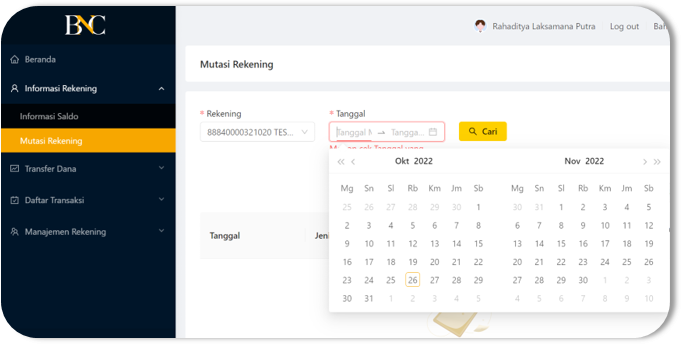 BNC
Rahaditya Laksamana Putra Log out Bah
Beranda
Informasi Rekening
Informasi Saldo
Mutasi Rekening
Transfer Dana
Daftar Transaksi
Manajemen Rekening
Mutasi Rekening
* Rekening * Tanggal
88840000321020 TES... Tanggal M Tangga... Cari
Tanggal yang
Okt 2022 Nov 2022
Mg Sn Sl Rb Km Jm Sb Mg Sn Sl Rb Km Jm Sb
25 26 27 28 29 30 1 30 31 1 2 3 4 5
2 3 4 5 6 7 8 6 7 8 9 10 11 12
9 10 11 12 13 14 15 13 14 15 16 17 18 19
16 17 18 19 20 21 22 20 21 22 23 24 25 26
23 24 25 26 27 28 29 27 28 29 30 1 2 3
30 31 1 2 3 4 5 4 5 6 7 8 9 10
Tanggal Jeni